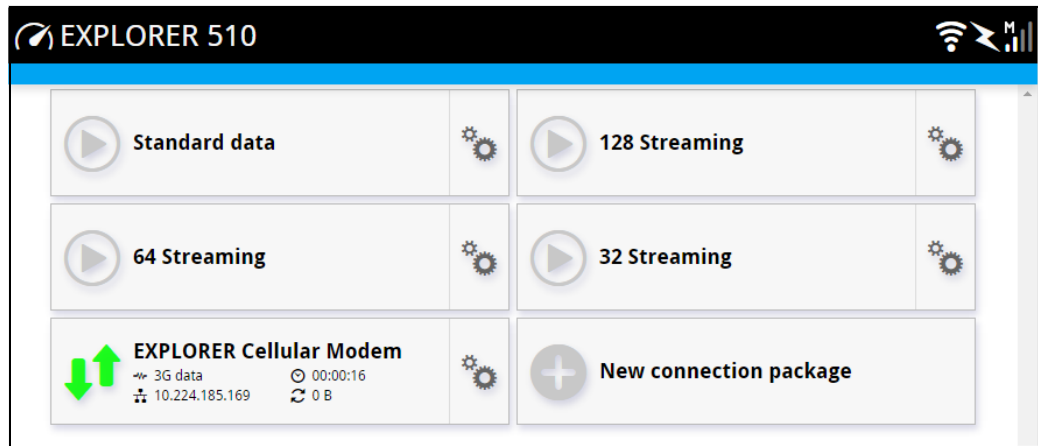 EXPLORER 510
M
Standard data
128 Streaming
64 Streaming
32 Streaming
EXPLORER Cellular Modem
3G data 00:00:16
10.224.185.169 0 B
New connection package